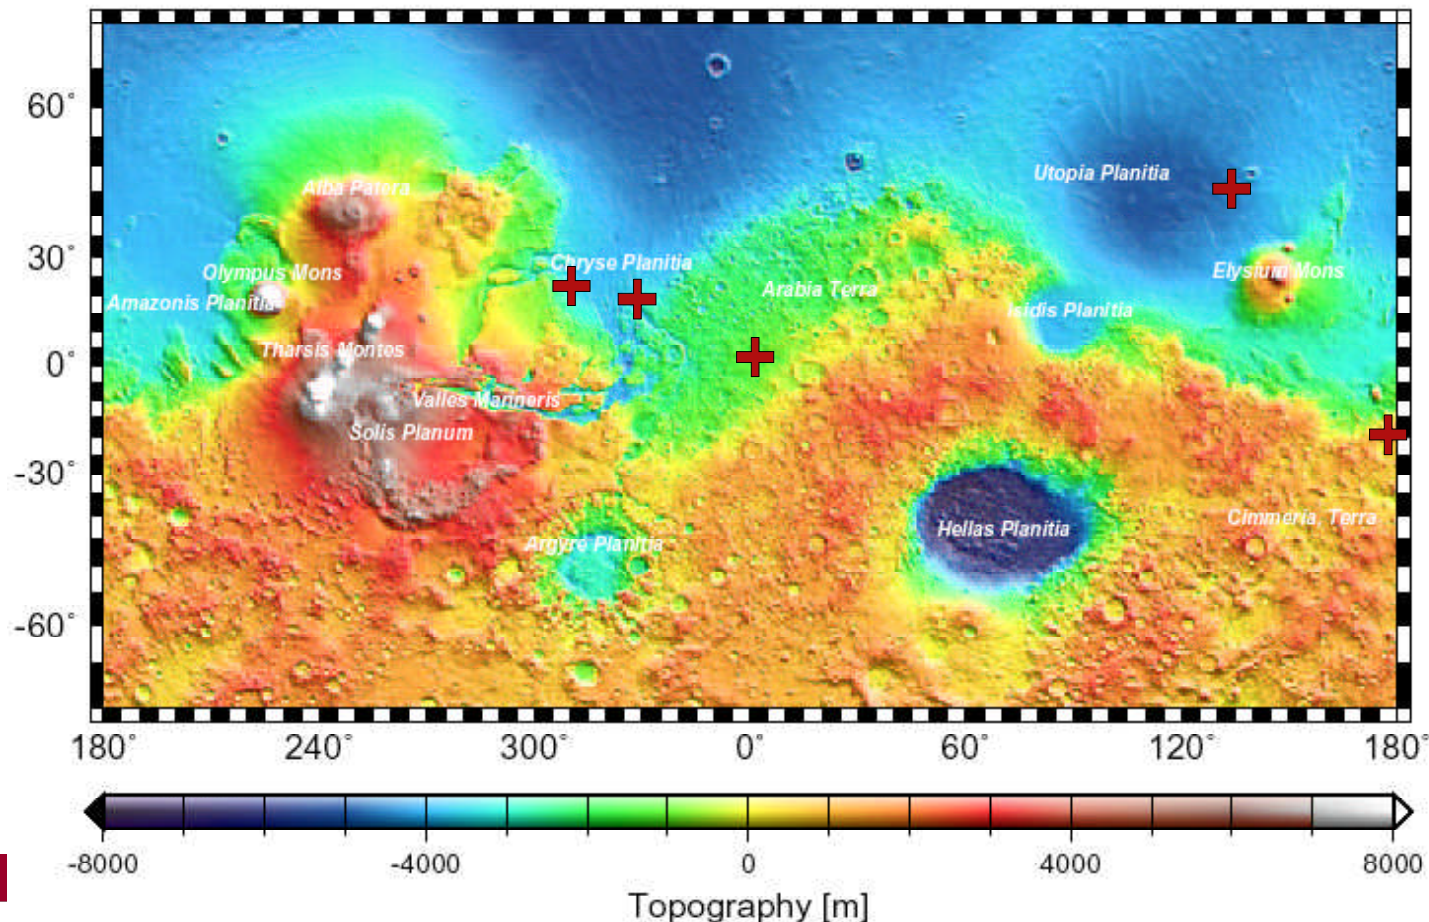 60°
30°
0°
-30°
-60°
Alba Patera
Utopia Planitia
Olympus Mons
Chryse Planitia
Elysium Mons
Amazonis Planitia
Arabia Terra
Isidis Planitia
Tharsis Montes
Valles Marineris
Solis Planum
Hellas Planitia
Cimmeria Terra
Argyre Planitia
180° 240° 300° 0° 60° 120° 180°
-8000 -4000 0 4000 8000
Topography [m]